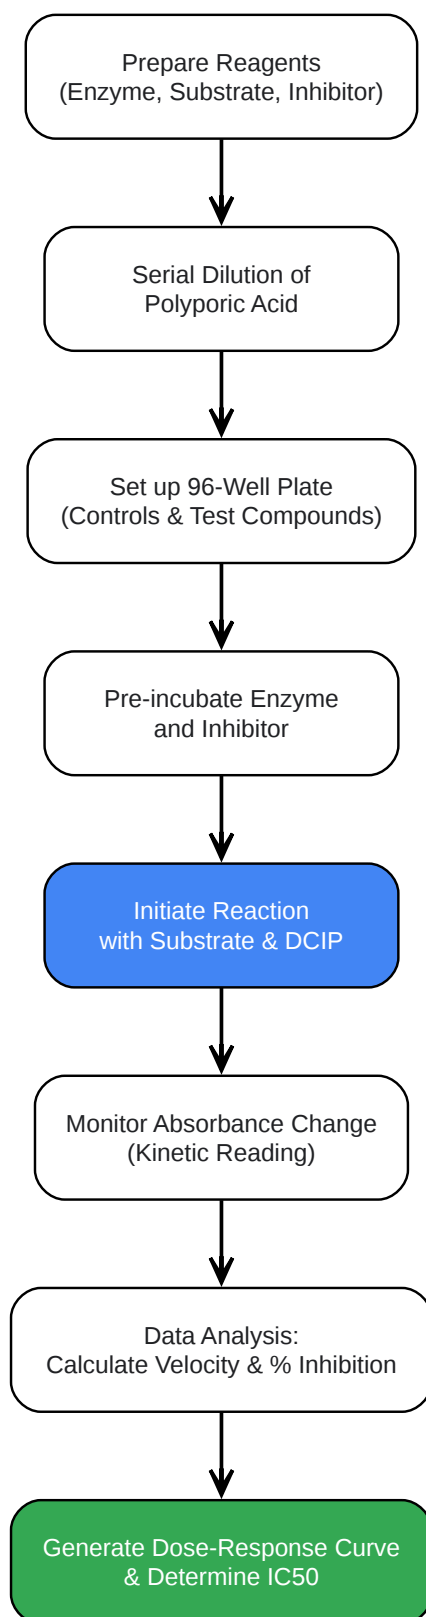 Prepare Reagents
(Enzyme, Substrate, Inhibitor)
Serial Dilution of
Polyporic Acid
Set up 96-Well Plate
(Controls & Test Compounds)
Pre-incubate Enzyme
and Inhibitor
Initiate Reaction
with Substrate & DCIP
Monitor Absorbance Change
(Kinetic Reading)
Data Analysis:
Calculate Velocity & % Inhibition
Generate Dose-Response Curve
& Determine IC50